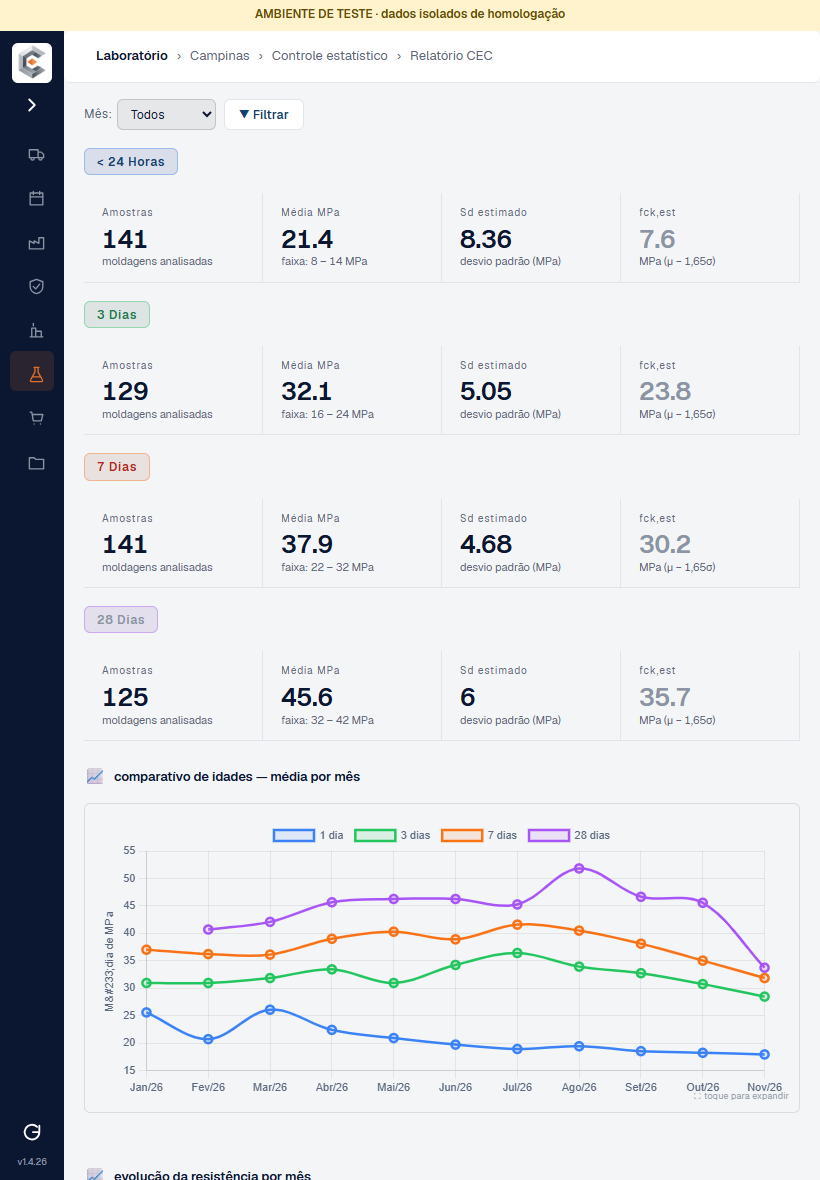 AMBIENTE DE TESTE · dados isolados de homologação
Laboratório › Campinas › Controle estatístico › Relatório CEC
Mês: Todos ▼ Filtrar
< 24 Horas
Amostras
141
moldagens analisadas
Média MPa
21.4
faixa: 8 – 14 MPa
Sd estimado
8.36
desvio padrão (MPa)
fck,est
7.6
MPa (µ – 1,65σ)
3 Dias
Amostras
129
moldagens analisadas
Média MPa
32.1
faixa: 16 – 24 MPa
Sd estimado
5.05
desvio padrão (MPa)
fck,est
23.8
MPa (µ – 1,65σ)
7 Dias
Amostras
141
moldagens analisadas
Média MPa
37.9
faixa: 22 – 32 MPa
Sd estimado
4.68
desvio padrão (MPa)
fck,est
30.2
MPa (µ – 1,65σ)
28 Dias
Amostras
125
moldagens analisadas
Média MPa
45.6
faixa: 32 – 42 MPa
Sd estimado
6
desvio padrão (MPa)
fck,est
35.7
MPa (µ – 1,65σ)
comparativo de idades — média por mês
1 dia 3 dias 7 dias 28 dias
M&#233;dia de MPa
55
50
45
40
35
30
25
20
15
Jan/26 Fev/26 Mar/26 Abr/26 Mai/26 Jun/26 Jul/26 Ago/26 Set/26 Out/26 Nov/26
toque para expandir
v1.4.26
evolução da resistência por mês